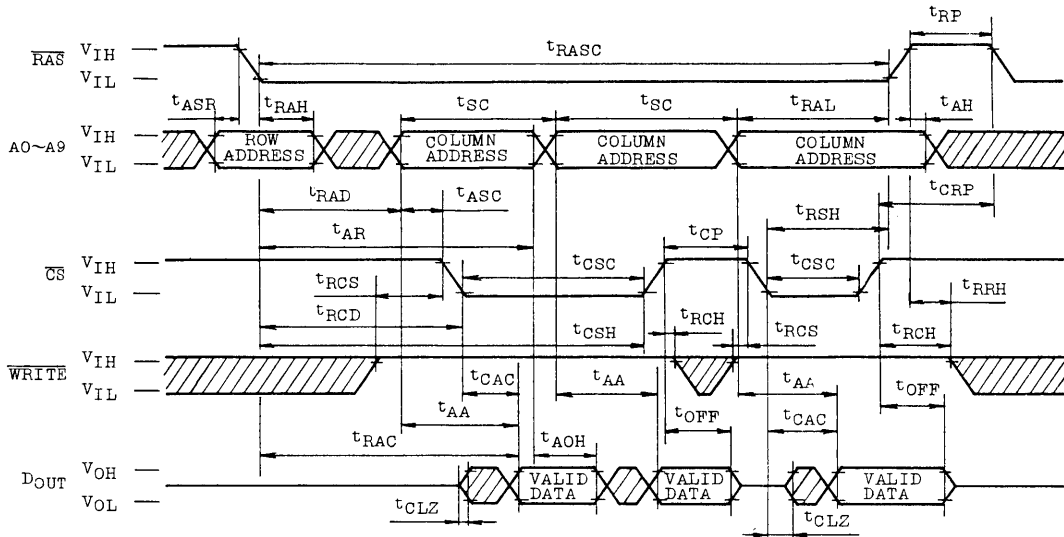 tRP
RAS VIH
VIL
tRASC
tASR tRAH tSC tSC tRAL tAH
A0~A9 VIH
VIL
ROW ADDRESS
COLUMN ADDRESS
COLUMN ADDRESS
COLUMN ADDRESS
tRAD tASC tCRP
tRSH
tAR tCP
CS VIH
VIL
tCSC tCSC
tRCS tRRH
tRCD tRCH tRCS
tCSH tRCH
WRITE VIH
VIL
tCAC tAA tAA
tAA tOFF tCAC tOFF
tRAC tAOH
DOUT VOH
VOL
VALID DATA
VALID DATA
VALID DATA
tCLZ tCLZ